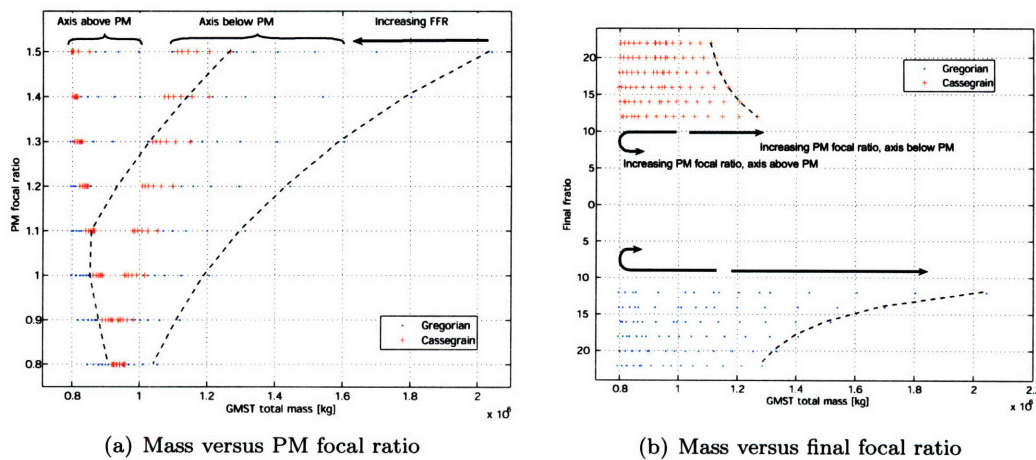 Axis above PM
Axis below PM
Increasing FFR
1.5
1.4
1.3
1.2
1.1
1
0.9
0.8
PM focal ratio
Gregorian
Cassegrain
0.8
1
1.2
1.4
1.6
1.8
2
GMST total mass [kg]
x 10^6
(a) Mass versus PM focal ratio
20
15
10
5
0
5
10
15
20
Final fratio
Gregorian
Cassegrain
Increasing PM focal ratio, axis below PM
Increasing PM focal ratio, axis above PM
0.8
1
1.2
1.4
1.6
1.8
2
2.2
GMST total mass [kg]
x 10^6
(b) Mass versus final focal ratio